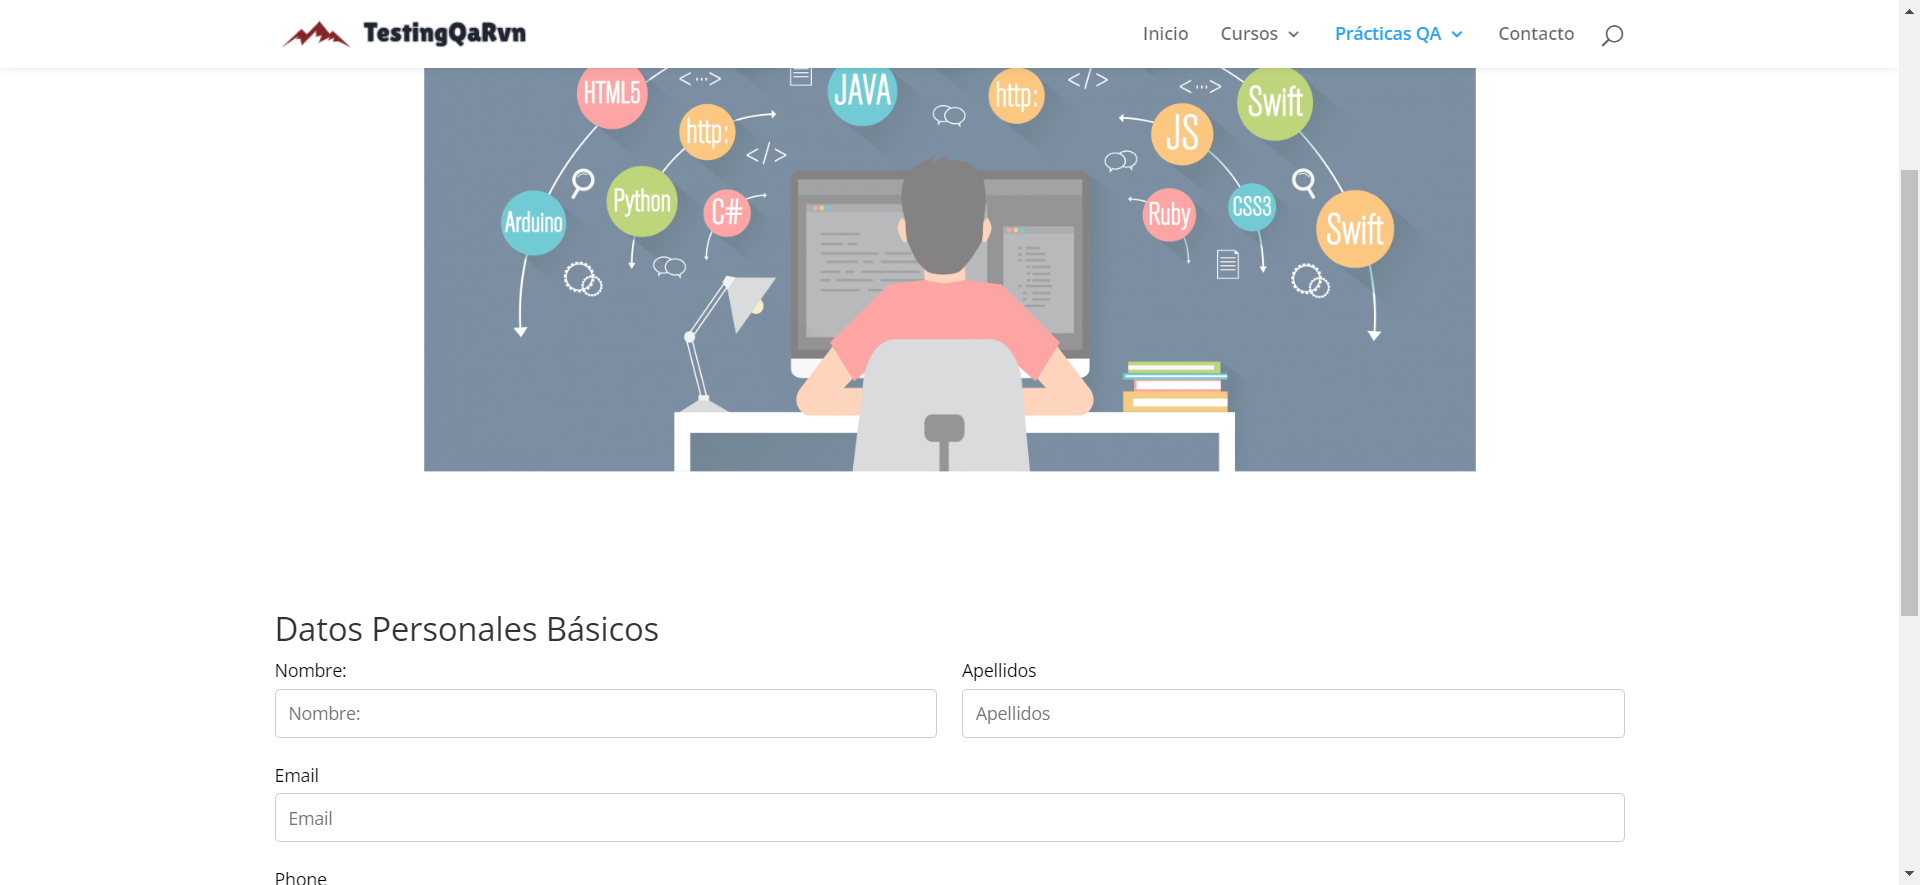 TestingQaRvn
Inicio
Cursos
Prácticas QA
Contacto
HTML5
<···>
JAVA
http:
</>
<···>
Swift
http:
</>
JS
Arduino
Python
C#
Ruby
CSS3
Swift
Datos Personales Básicos
Nombre:
Apellidos
Nombre:
Apellidos
Email
Email
Phone